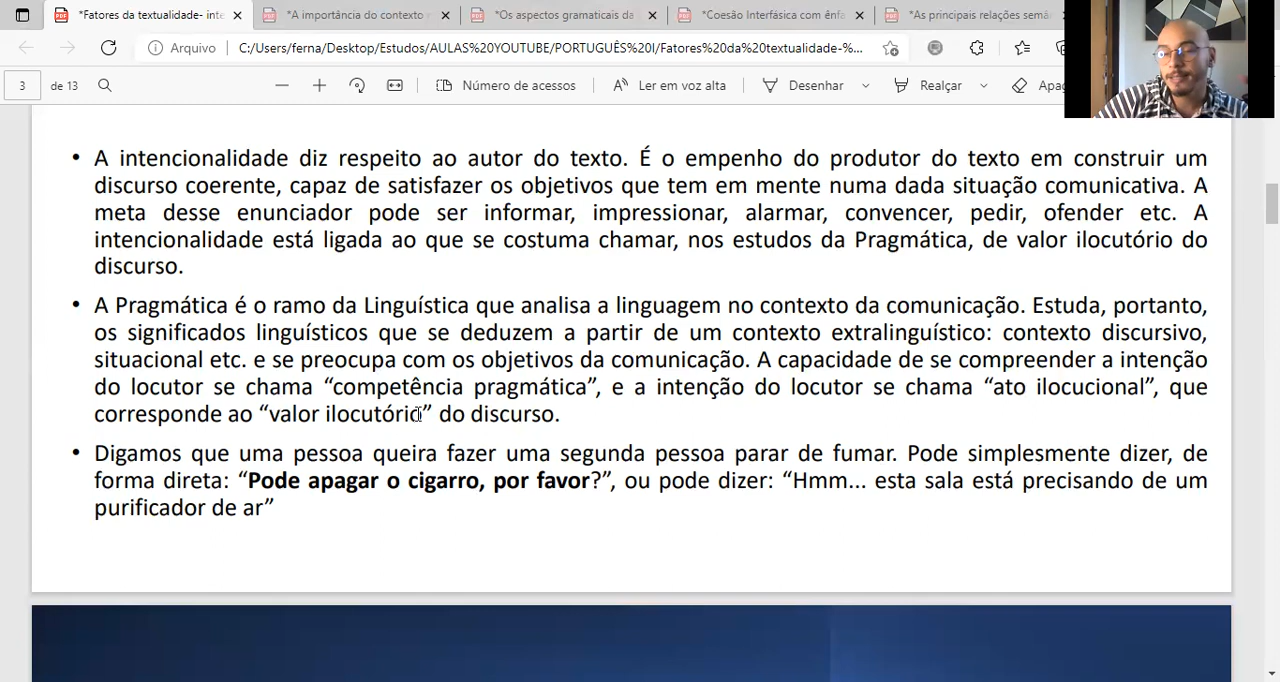 *Fatores da textualidade- inte
*A importância do contexto n
*Os aspectos gramaticais da
*Coesão Interfásica com ênfa
*As principais relações semâ
Arquivo
C:/Users/ferna/Desktop/Estudos/AULAS%20YOUTUBE/PORTUGUÊS%20I/Fatores%20da%20textualidade-%...
3 de 13
Número de acessos
Ler em voz alta
Desenhar
Realçar
Apag
• A intencionalidade diz respeito ao autor do texto. É o empenho do produtor do texto em construir um
discurso coerente, capaz de satisfazer os objetivos que tem em mente numa dada situação comunicativa. A
meta desse enunciador pode ser informar, impressionar, alarmar, convencer, pedir, ofender etc. A
intencionalidade está ligada ao que se costuma chamar, nos estudos da Pragmática, de valor ilocutório do
discurso.
• A Pragmática é o ramo da Linguística que analisa a linguagem no contexto da comunicação. Estuda, portanto,
os significados linguísticos que se deduzem a partir de um contexto extralinguístico: contexto discursivo,
situacional etc. e se preocupa com os objetivos da comunicação. A capacidade de se compreender a intenção
do locutor se chama “competência pragmática”, e a intenção do locutor se chama “ato ilocucional”, que
corresponde ao “valor ilocutório” do discurso.
• Digamos que uma pessoa queira fazer uma segunda pessoa parar de fumar. Pode simplesmente dizer, de
forma direta: “Pode apagar o cigarro, por favor?”, ou pode dizer: “Hmm... esta sala está precisando de um
purificador de ar”